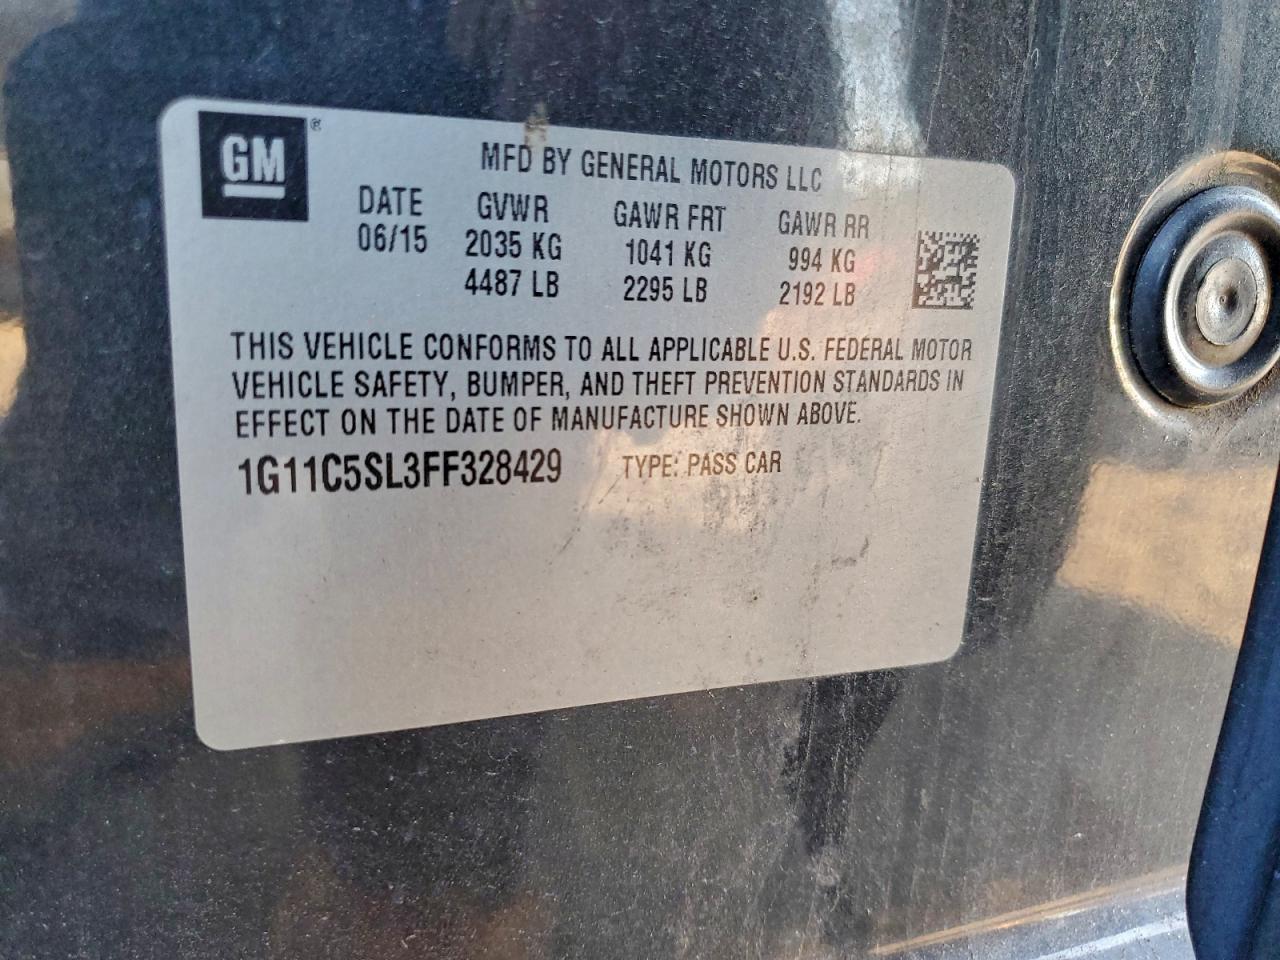 GM ®
MFD BY GENERAL MOTORS LLC
DATE GVWR GAWR FRT GAWR RR
06/15 2035 KG 1041 KG 994 KG
4487 LB 2295 LB 2192 LB
THIS VEHICLE CONFORMS TO ALL APPLICABLE U.S. FEDERAL MOTOR
VEHICLE SAFETY, BUMPER, AND THEFT PREVENTION STANDARDS IN
EFFECT ON THE DATE OF MANUFACTURE SHOWN ABOVE.
1G11C5SL3FF328429 TYPE: PASS CAR